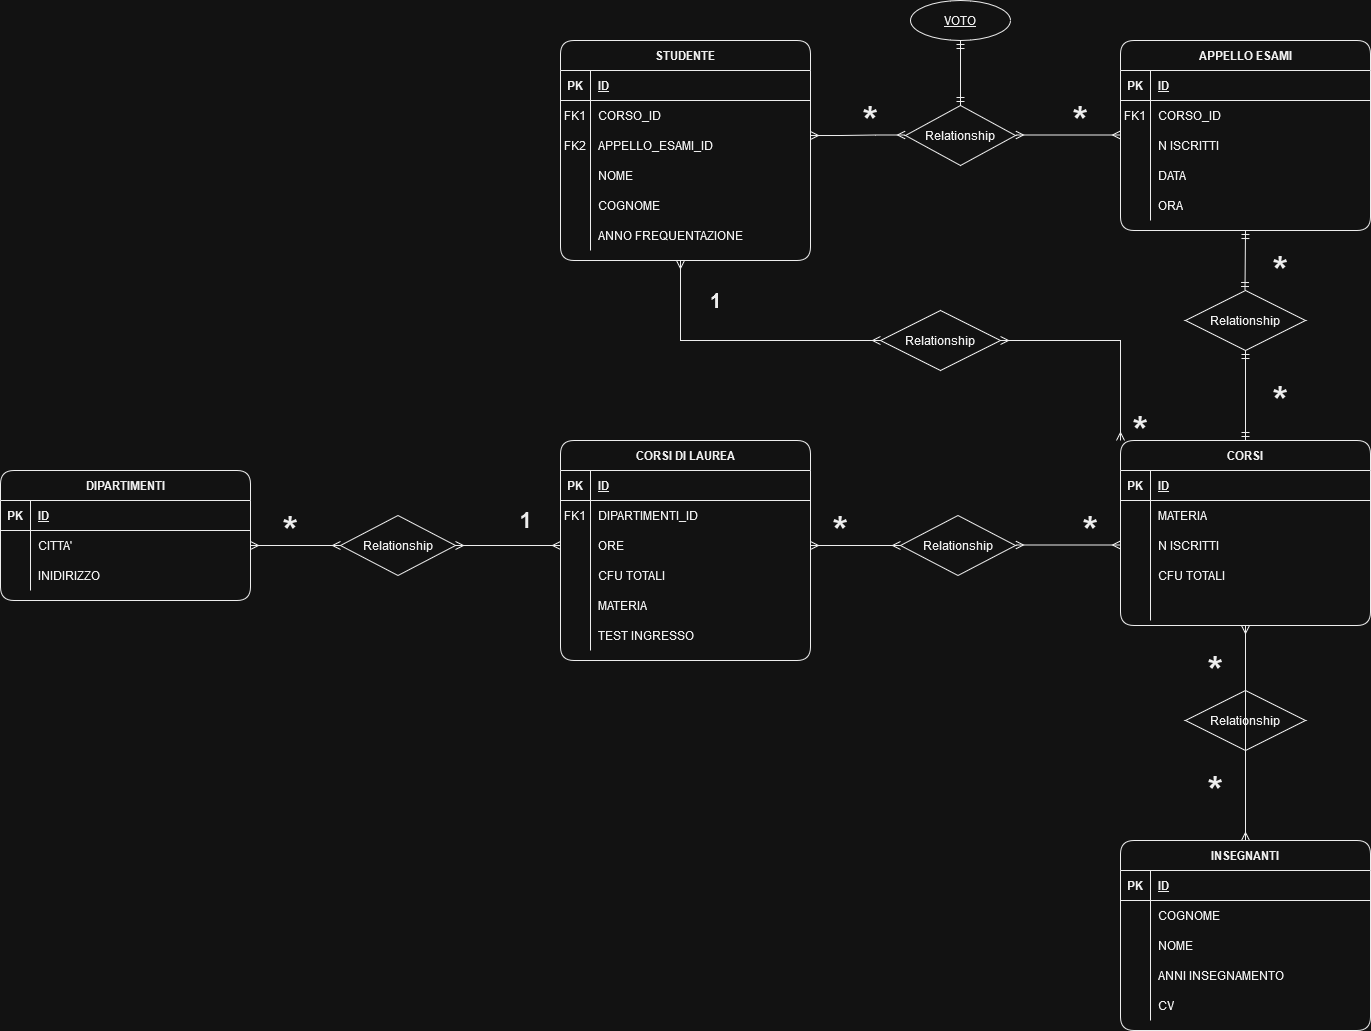 VOTO
STUDENTE
PK ID
FK1 CORSO_ID
FK2 APPELLO_ESAMI_ID
NOME
COGNOME
ANNO FREQUENTAZIONE
*
Relationship
*
APPELLO ESAMI
PK ID
FK1 CORSO_ID
N ISCRITTI
DATA
ORA
1
Relationship
*
*
Relationship
*
DIPARTIMENTI
PK ID
CITTA'
INIDIRIZZO
*
Relationship
1
CORSI DI LAUREA
PK ID
FK1 DIPARTIMENTI_ID
ORE
CFU TOTALI
MATERIA
TEST INGRESSO
*
Relationship
*
CORSI
PK ID
MATERIA
N ISCRITTI
CFU TOTALI
*
Relationship
*
INSEGNANTI
PK ID
COGNOME
NOME
ANNI INSEGNAMENTO
CV